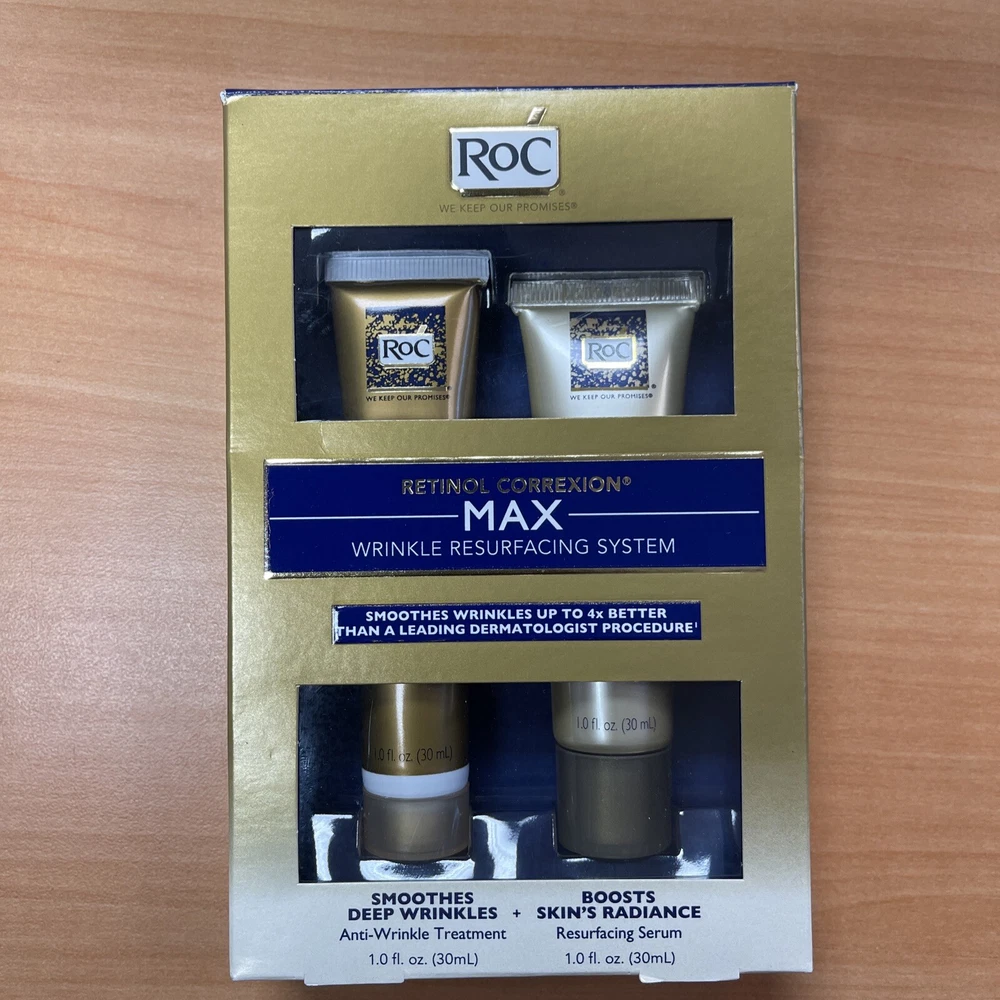 RoC
WE KEEP OUR PROMISES®
RoC
WE KEEP OUR PROMISES®
RoC
WE KEEP OUR PROMISES®
RETINOL CORREXION®
MAX
WRINKLE RESURFACING SYSTEM
SMOOTHES WRINKLES UP TO 4x BETTER
THAN A LEADING DERMATOLOGIST PROCEDURE¹
1.0 fl. oz. (30 mL)
1.0 fl. oz. (30 mL)
SMOOTHES
DEEP WRINKLES
Anti-Wrinkle Treatment
1.0 fl. oz. (30mL)
+
BOOSTS
SKIN'S RADIANCE
Resurfacing Serum
1.0 fl. oz. (30mL)